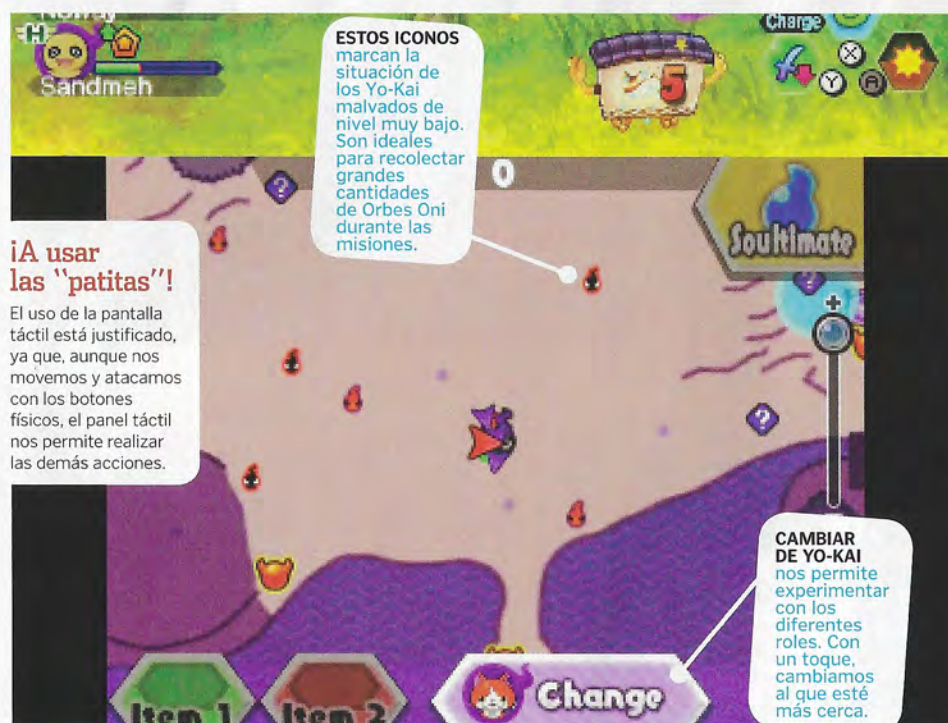 Sandmeh
ESTOS ICONOS
marcan la
situación de
los Yo-Kai
malvados de
nivel muy bajo.
Son ideales
para recolectar
grandes
cantidades
de Orbes Oni
durante las
misiones.
5
Charge
X
Y
A
0
Soultimate
¡A usar
las "patitas"!
El uso de la pantalla
táctil está justificado,
ya que, aunque nos
movemos y atacamos
con los botones
físicos, el panel táctil
nos permite realizar
las demás acciones.
?
?
?
+
CAMBIAR
DE YO-KAI
nos permite
experimentar
con los
diferentes
roles. Con
un toque,
cambiamos
al que esté
más cerca.
Item 1
Item 2
Change